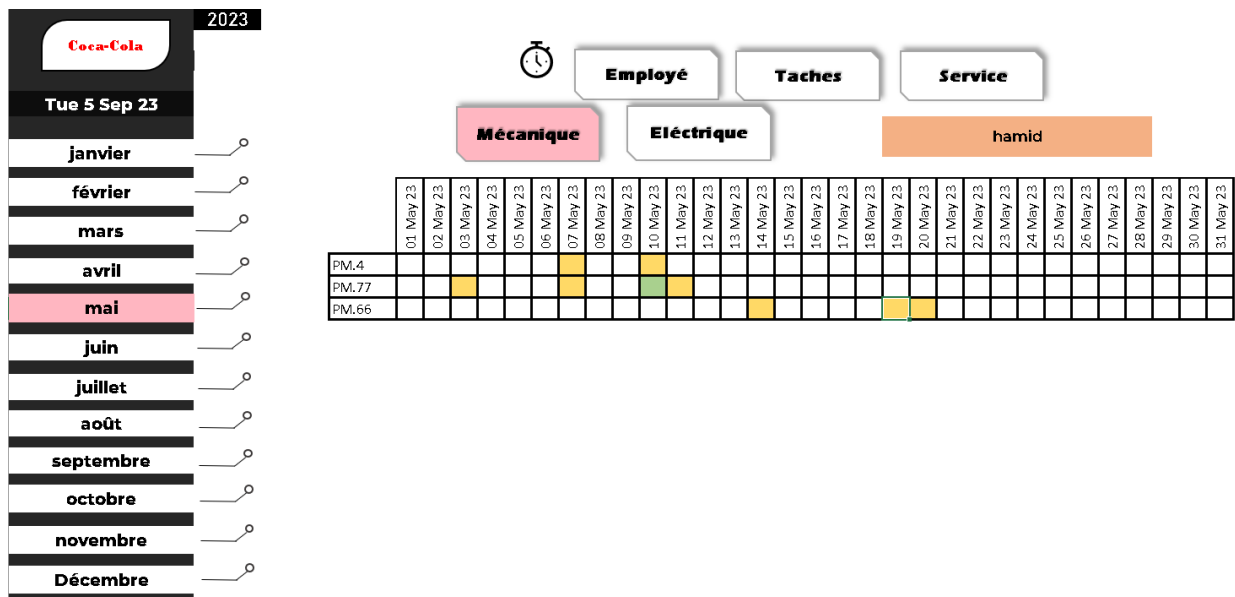 2023
Coca-Cola
Tue 5 Sep 23
janvier
février
mars
avril
mai
juin
juillet
août
septembre
octobre
novembre
Décembre
Employé Taches Service
Mécanique Eléctrique hamid
01 May 23 02 May 23 03 May 23 04 May 23 05 May 23 06 May 23 07 May 23 08 May 23 09 May 23 10 May 23 11 May 23 12 May 23 13 May 23 14 May 23 15 May 23 16 May 23 17 May 23 18 May 23 19 May 23 20 May 23 21 May 23 22 May 23 23 May 23 24 May 23 25 May 23 26 May 23 27 May 23 28 May 23 29 May 23 30 May 23 31 May 23
PM.4
PM.77
PM.66